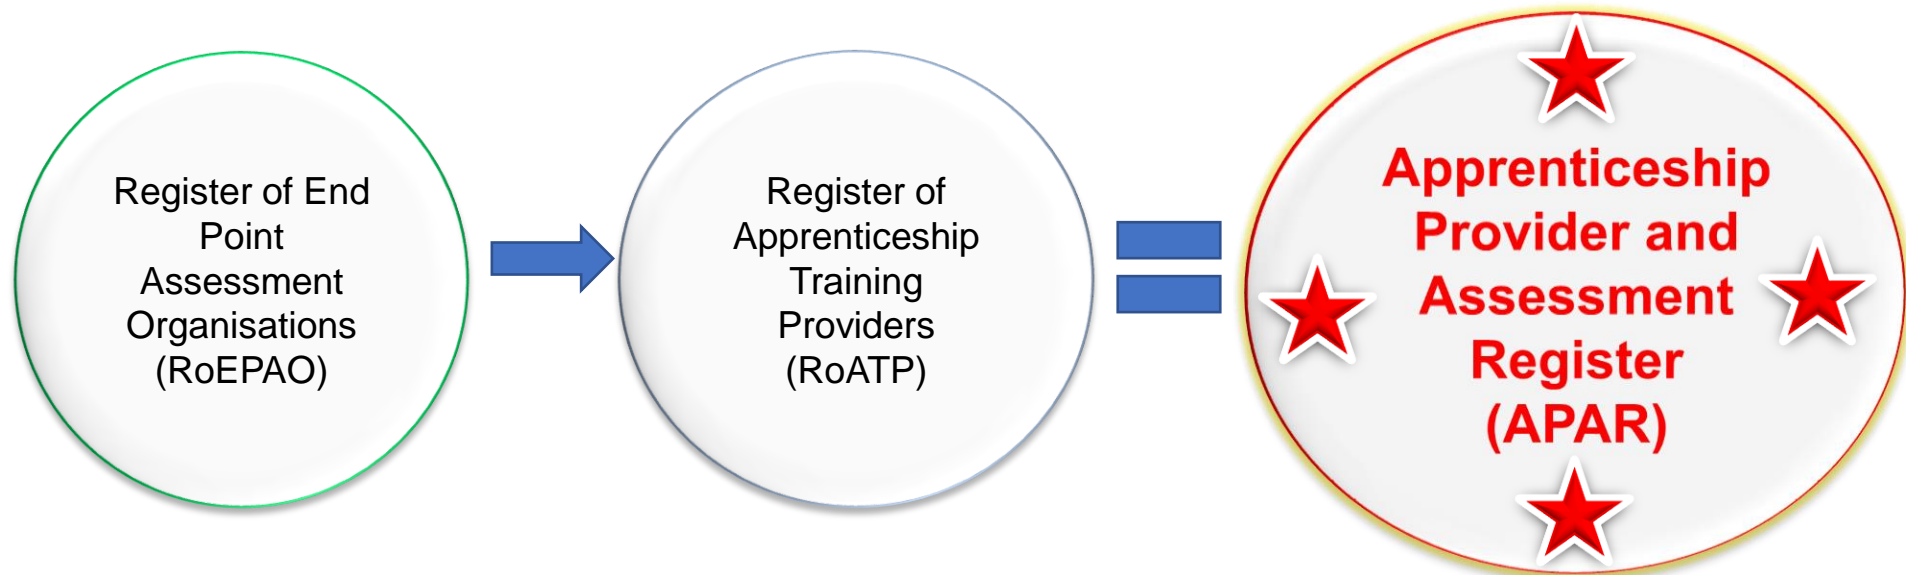 Register of End
Point
Assessment
Organisations
(RoEPAO)
Register of
Apprenticeship
Training
Providers
(RoATP)
Apprenticeship
Provider and
Assessment
Register
(APAR)